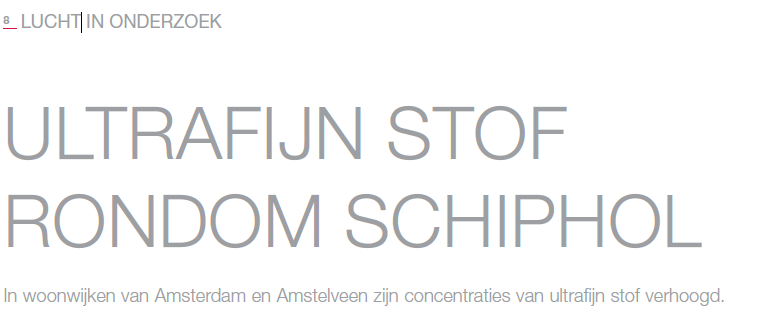 8 LUCHT IN ONDERZOEK
ULTRAFIJN STOF
RONDOM SCHIPHOL
In woonwijken van Amsterdam en Amstelveen zijn concentraties van ultrafijn stof verhoogd.